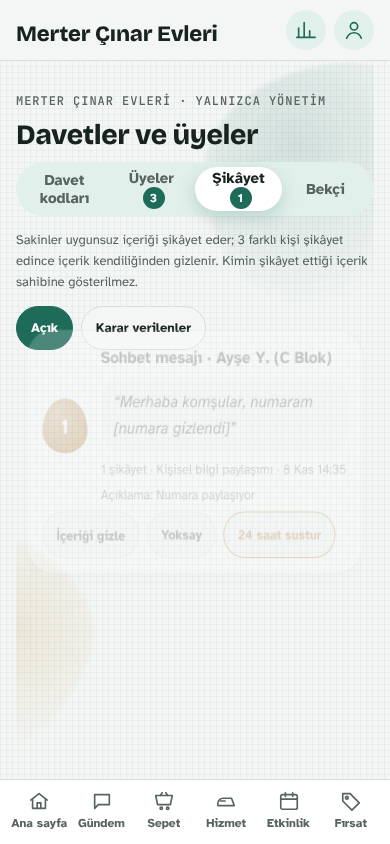 Merter Çınar Evleri
MERTER ÇINAR EVLERİ · YALNIZCA YÖNETİM
Davetler ve üyeler
Davet
kodları
Üyeler
3
Şikâyet
1
Bekçi
Sakinler uygunsuz içeriği şikâyet eder; 3 farklı kişi şikâyet
edince içerik kendiliğinden gizlenir. Kimin şikâyet ettiği içerik
sahibine gösterilmez.
Açık
Karar verilenler
Sohbet mesajı · Ayşe Y. (C Blok)
1
“Merhaba komşular, numaram
[numara gizlendi]”
1 şikâyet · Kişisel bilgi paylaşımı · 8 Kas 14:35
Açıklama: Numara paylaşıyor
İçeriği gizle
Yoksay
24 saat sustur
Ana sayfa
Gündem
Sepet
Hizmet
Etkinlik
Fırsat